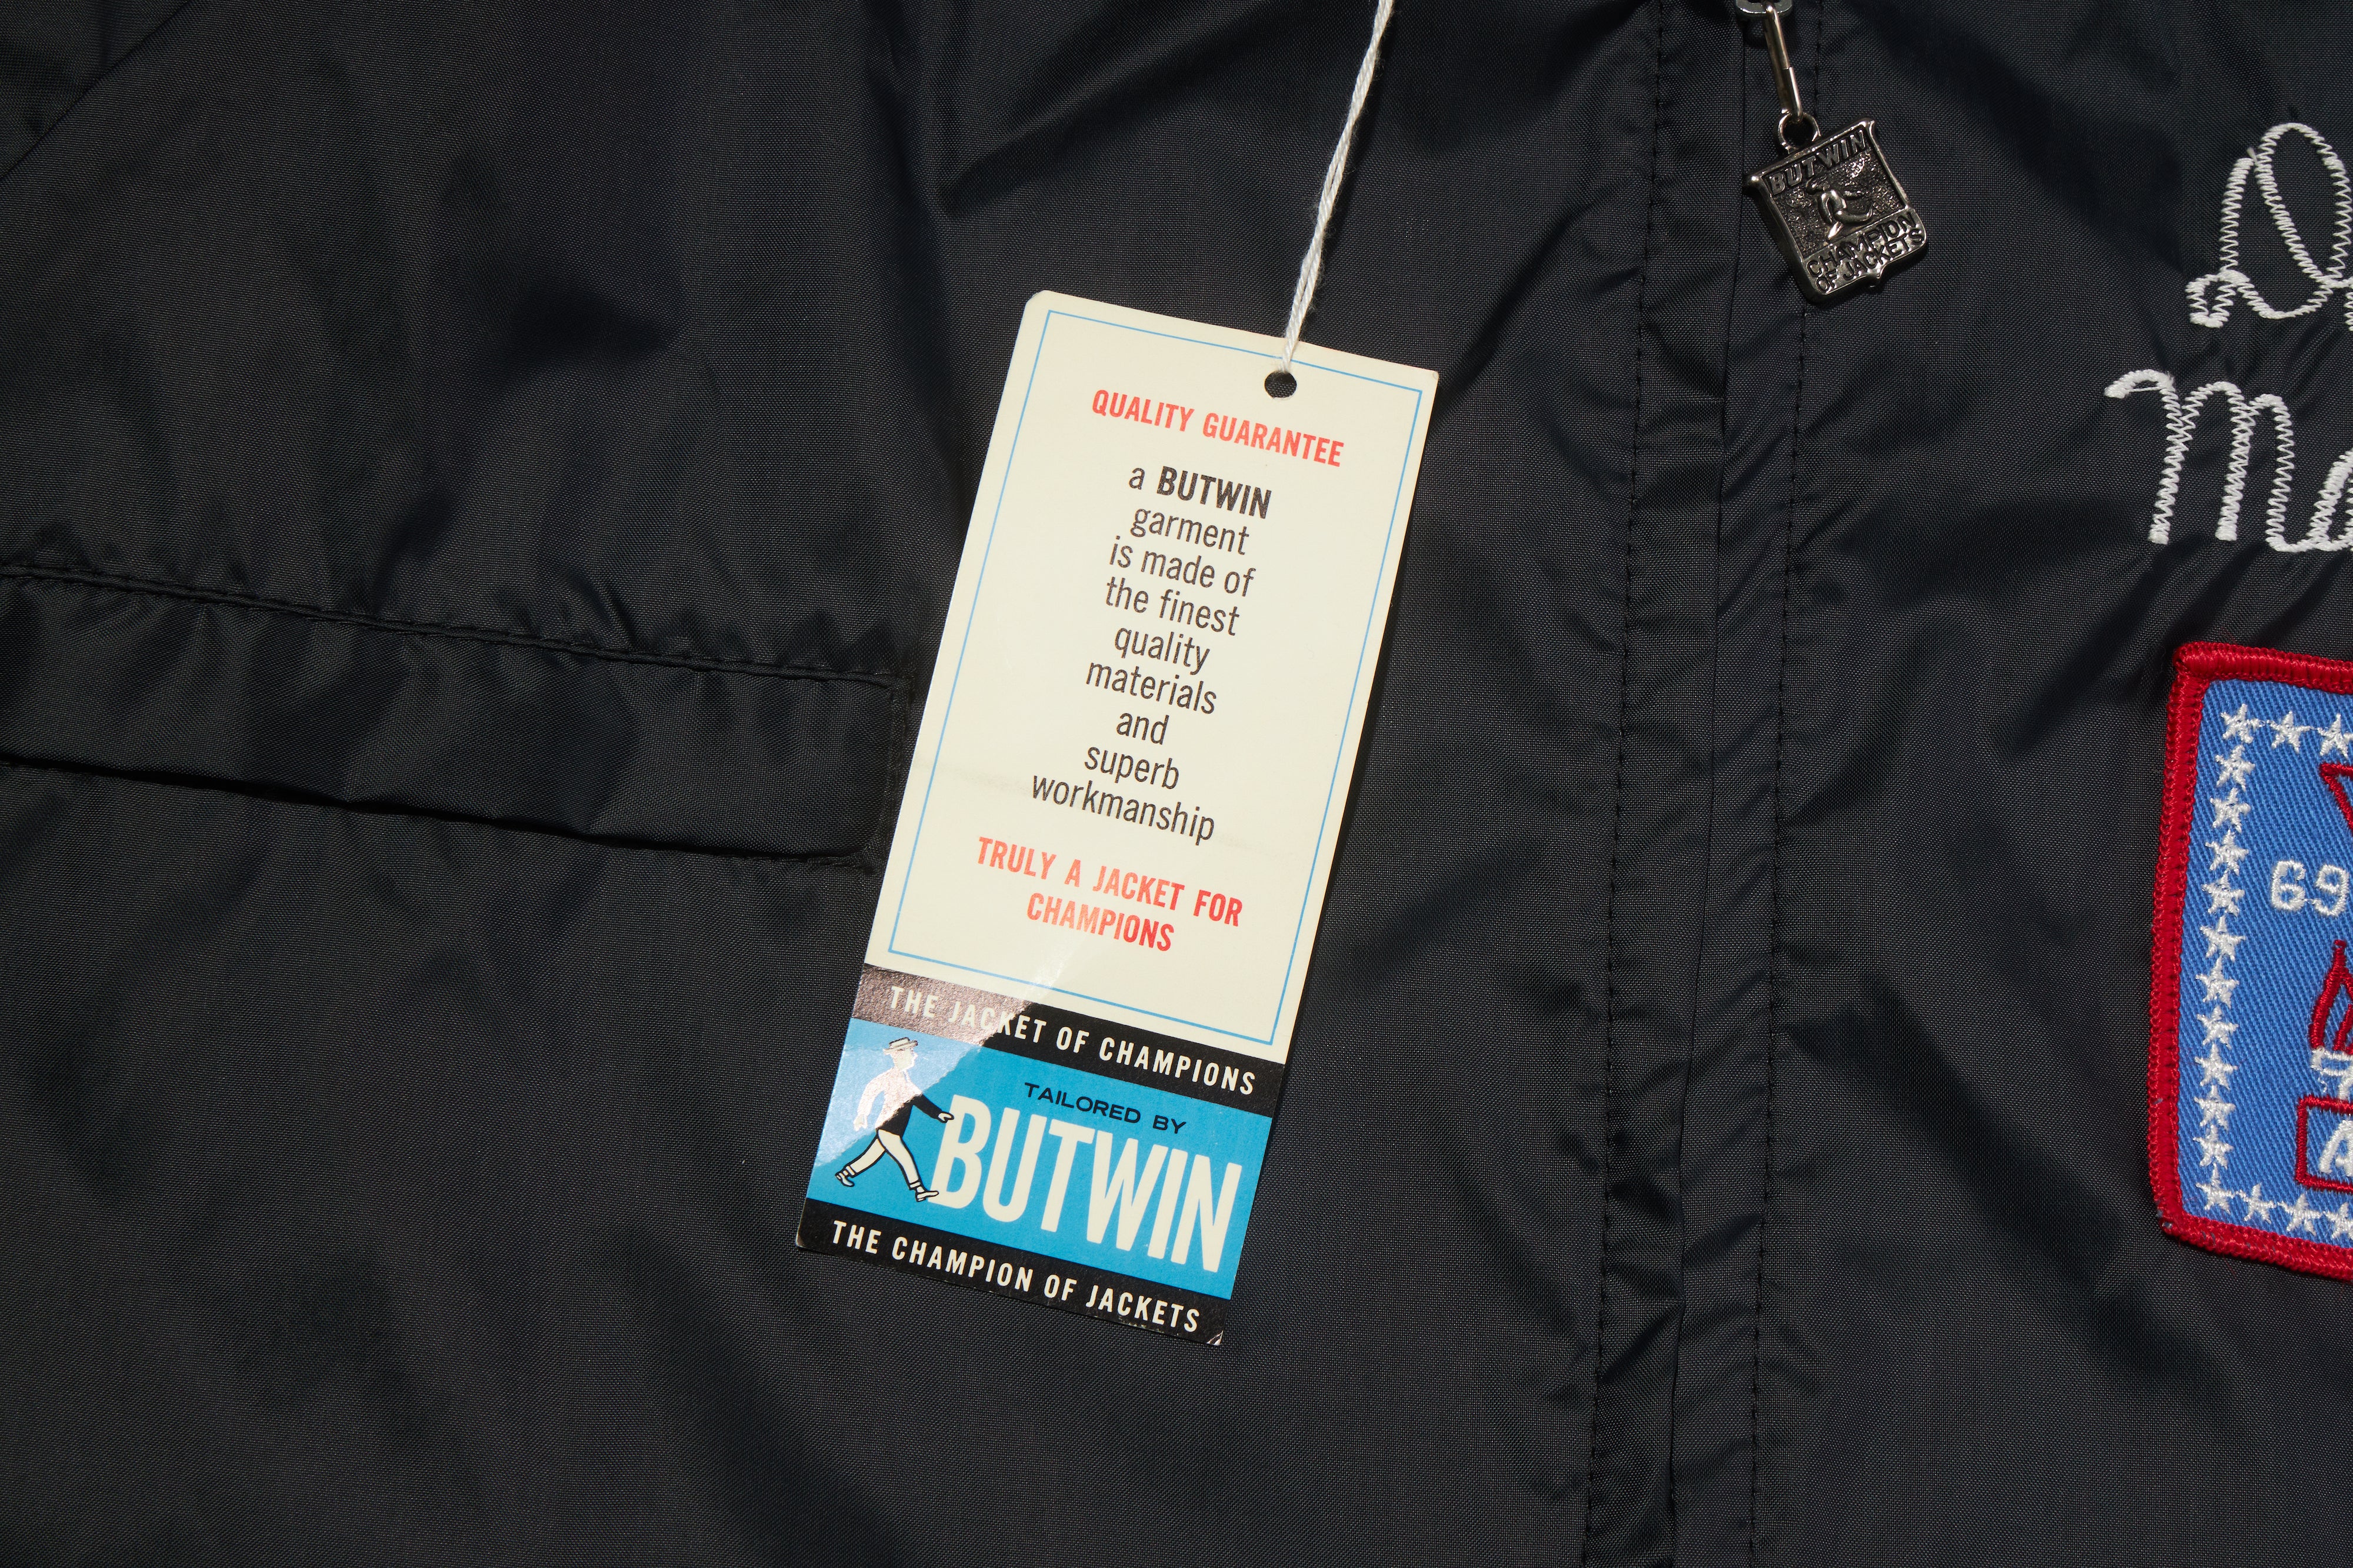 QUALITY GUARANTEE
a BUTWIN
garment
is made of
the finest
quality
materials
and
superb
workmanship
TRULY A JACKET FOR
CHAMPIONS
THE JACKET OF CHAMPIONS
TAILORED BY
BUTWIN
THE CHAMPION OF JACKETS
BUTWIN
CHAMPION
OF JACKETS
69